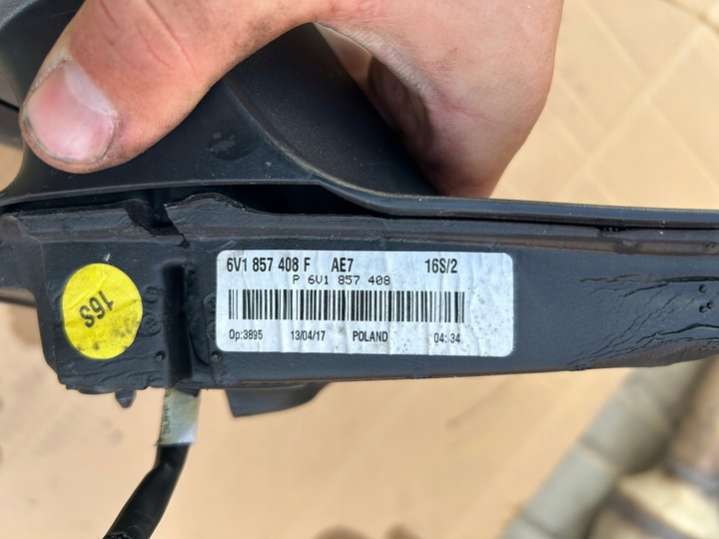 6V1 857 408 F AE7 16S/2
P 6V1 857 408
Op:3895 13/04/17 POLAND 04:34
16S